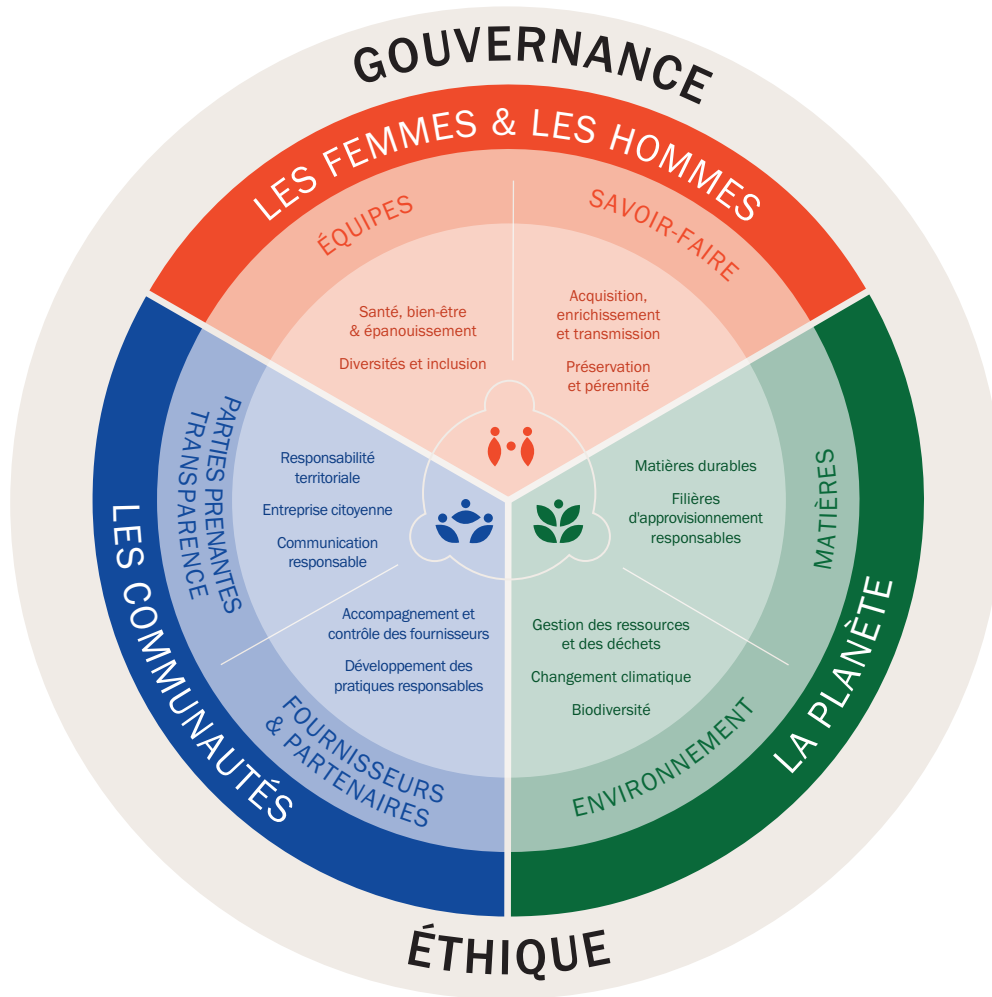 GOUVERNANCE
LES FEMMES & LES HOMMES
ÉQUIPES
Santé, bien-être
& épanouissement
Diversités et inclusion
SAVOIR-FAIRE
Acquisition,
enrichissement
et transmission
Préservation
et pérennité
LA PLANÈTE
MATIÈRES
Matières durables
Filières
d'approvisionnement
responsables
ENVIRONNEMENT
Gestion des ressources
et des déchets
Changement climatique
Biodiversité
LES COMMUNAUTÉS
PARTIES PRENANTES
TRANSPARENCE
Responsabilité
territoriale
Entreprise citoyenne
Communication
responsable
FOURNISSEURS
& PARTENAIRES
Accompagnement et
contrôle des fournisseurs
Développement des
pratiques responsables
ÉTHIQUE